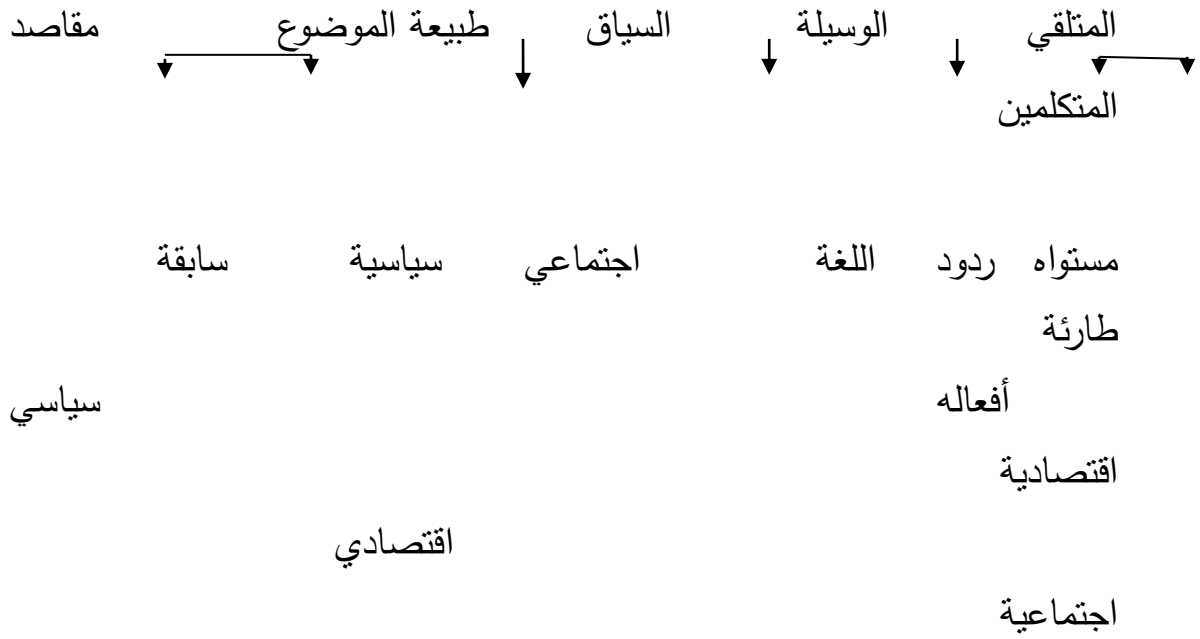 المتلقي الوسيلة السياق طبيعة الموضوع مقاصد
المتكلمين
مستواه ردود اللغة اجتماعي سياسية سابقة
طارئة
أفعاله سياسي
اقتصادية
اقتصادي
اجتماعية